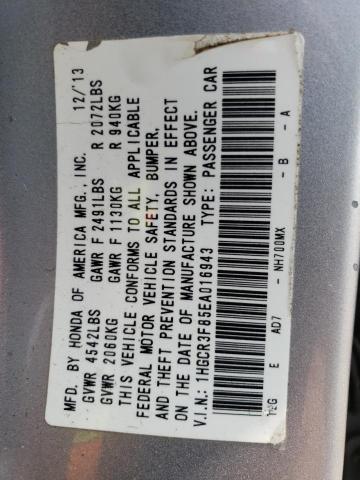 MFD. BY HONDA OF AMERICA MFG., INC. 12/'13
GVWR 4542LBS GAWR F 2491LBS R 2072LBS
GVWR 2060KG GAWR F 1130KG R 940KG
THIS VEHICLE CONFORMS TO ALL APPLICABLE
FEDERAL MOTOR VEHICLE SAFETY, BUMPER,
AND THEFT PREVENTION STANDARDS IN EFFECT
ON THE DATE OF MANUFACTURE SHOWN ABOVE.
V.I.N.: 1HGCR3F85EA016943 TYPE: PASSENGER CAR
E AD7 - NH700MX - B - A